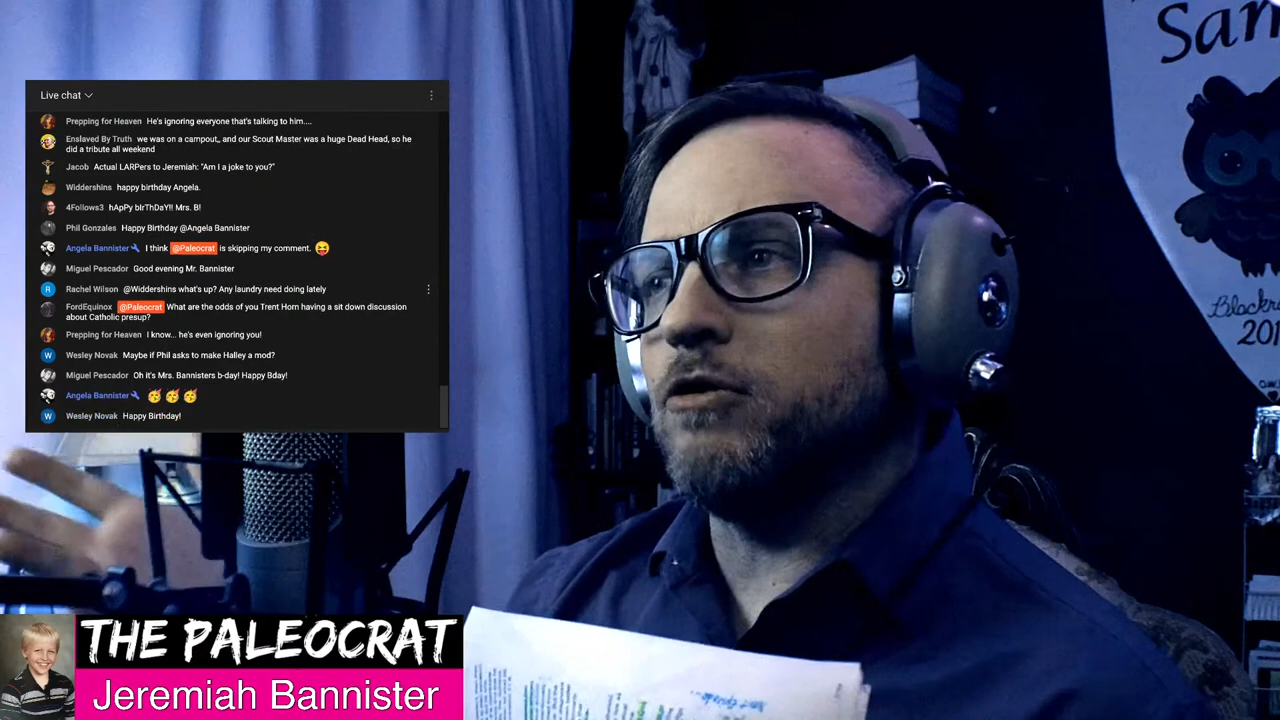 San
Live chat
Prepping for Heaven He's ignoring everyone that's talking to him....
Enslaved By Truth we was on a campout,, and our Scout Master was a huge Dead Head, so he
did a tribute all weekend
Jacob Actual LARPers to Jeremiah: "Am I a joke to you?"
Widdershins happy birthday Angela.
4Follows3 hApPy bIrThDaY!! Mrs. B!
Phil Gonzales Happy Birthday @Angela Bannister
Angela Bannister I think @Paleocrat is skipping my comment. 😝
Miguel Pescador Good evening Mr. Bannister
R Rachel Wilson @Widdershins what's up? Any laundry need doing lately
FordEquinox @Paleocrat What are the odds of you Trent Horn having a sit down discussion
about Catholic presup?
Prepping for Heaven I know... he's even ignoring you!
W Wesley Novak Maybe if Phil asks to make Halley a mod?
Miguel Pescador Oh it's Mrs. Bannisters b-day! Happy Bday!
Angela Bannister 🥳 🥳 🥳
W Wesley Novak Happy Birthday!
201
THE PALEOCRAT
Jeremiah Bannister